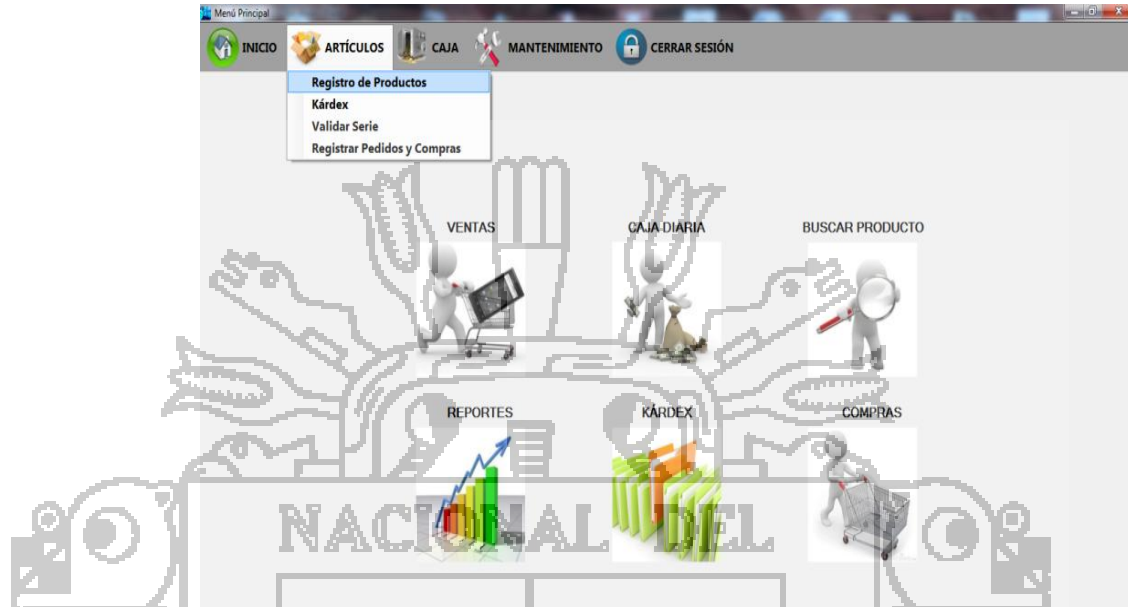 Menú Principal
INICIO ARTÍCULOS CAJA MANTENIMIENTO CERRAR SESIÓN
Registro de Productos
Kárdex
Validar Serie
Registrar Pedidos y Compras
VENTAS CAJA DIARIA BUSCAR PRODUCTO
REPORTES KÁRDEX COMPRAS
NACIONAL DEL